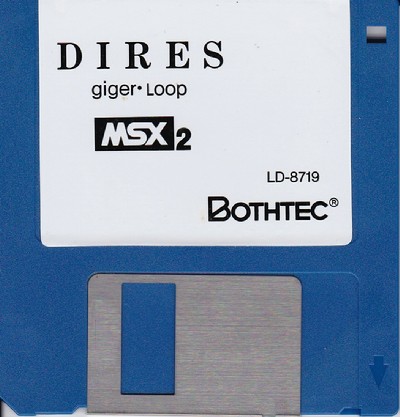 DIRES
giger・Loop
MSX2
LD-8719
BOTHTEC®